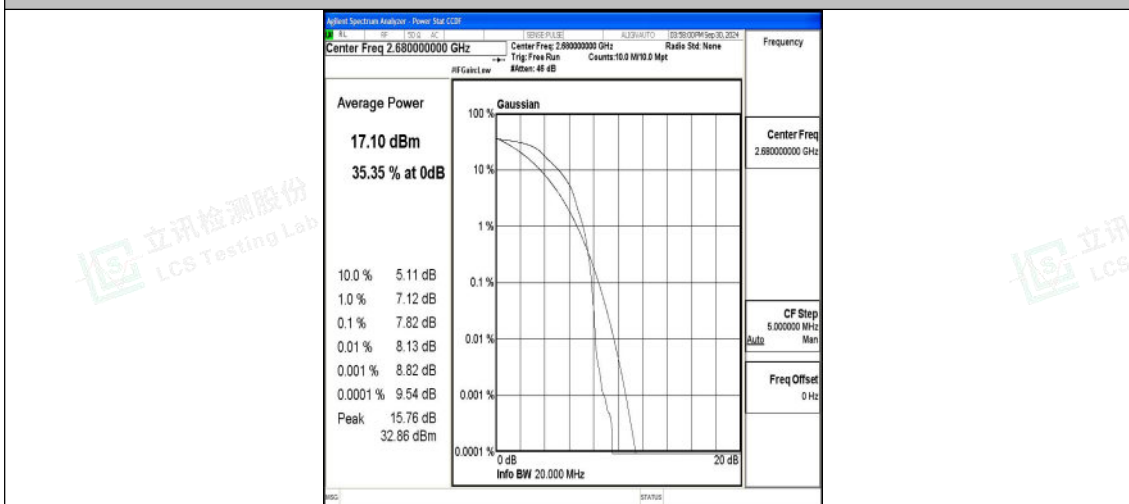 Agilent Spectrum Analyzer - Power Stat CCDF
RL RF 50 Ω AC SENSE:PULSE ALIGNAUTO 03:58:00PM Sep 30, 2024
Center Freq 2.680000000 GHz
Center Freq: 2.680000000 GHz Radio Std: None
Trig: Free Run Counts:10.0 M/10.0 Mpt
#IFGain:Low #Atten: 46 dB
Frequency
Average Power
17.10 dBm
35.35 % at 0dB
10.0 % 5.11 dB
1.0 % 7.12 dB
0.1 % 7.82 dB
0.01 % 8.13 dB
0.001 % 8.82 dB
0.0001 % 9.54 dB
Peak 15.76 dB
32.86 dBm
Gaussian
100 %
10 %
1 %
0.1 %
0.01 %
0.001 %
0.0001 %
0 dB 20 dB
Info BW 20.000 MHz
Center Freq
2.680000000 GHz
CF Step
5.000000 MHz
Auto Man
Freq Offset
0 Hz
MSG STATUS
立讯检测股份
LCS Testing Lab
立讯
LCS